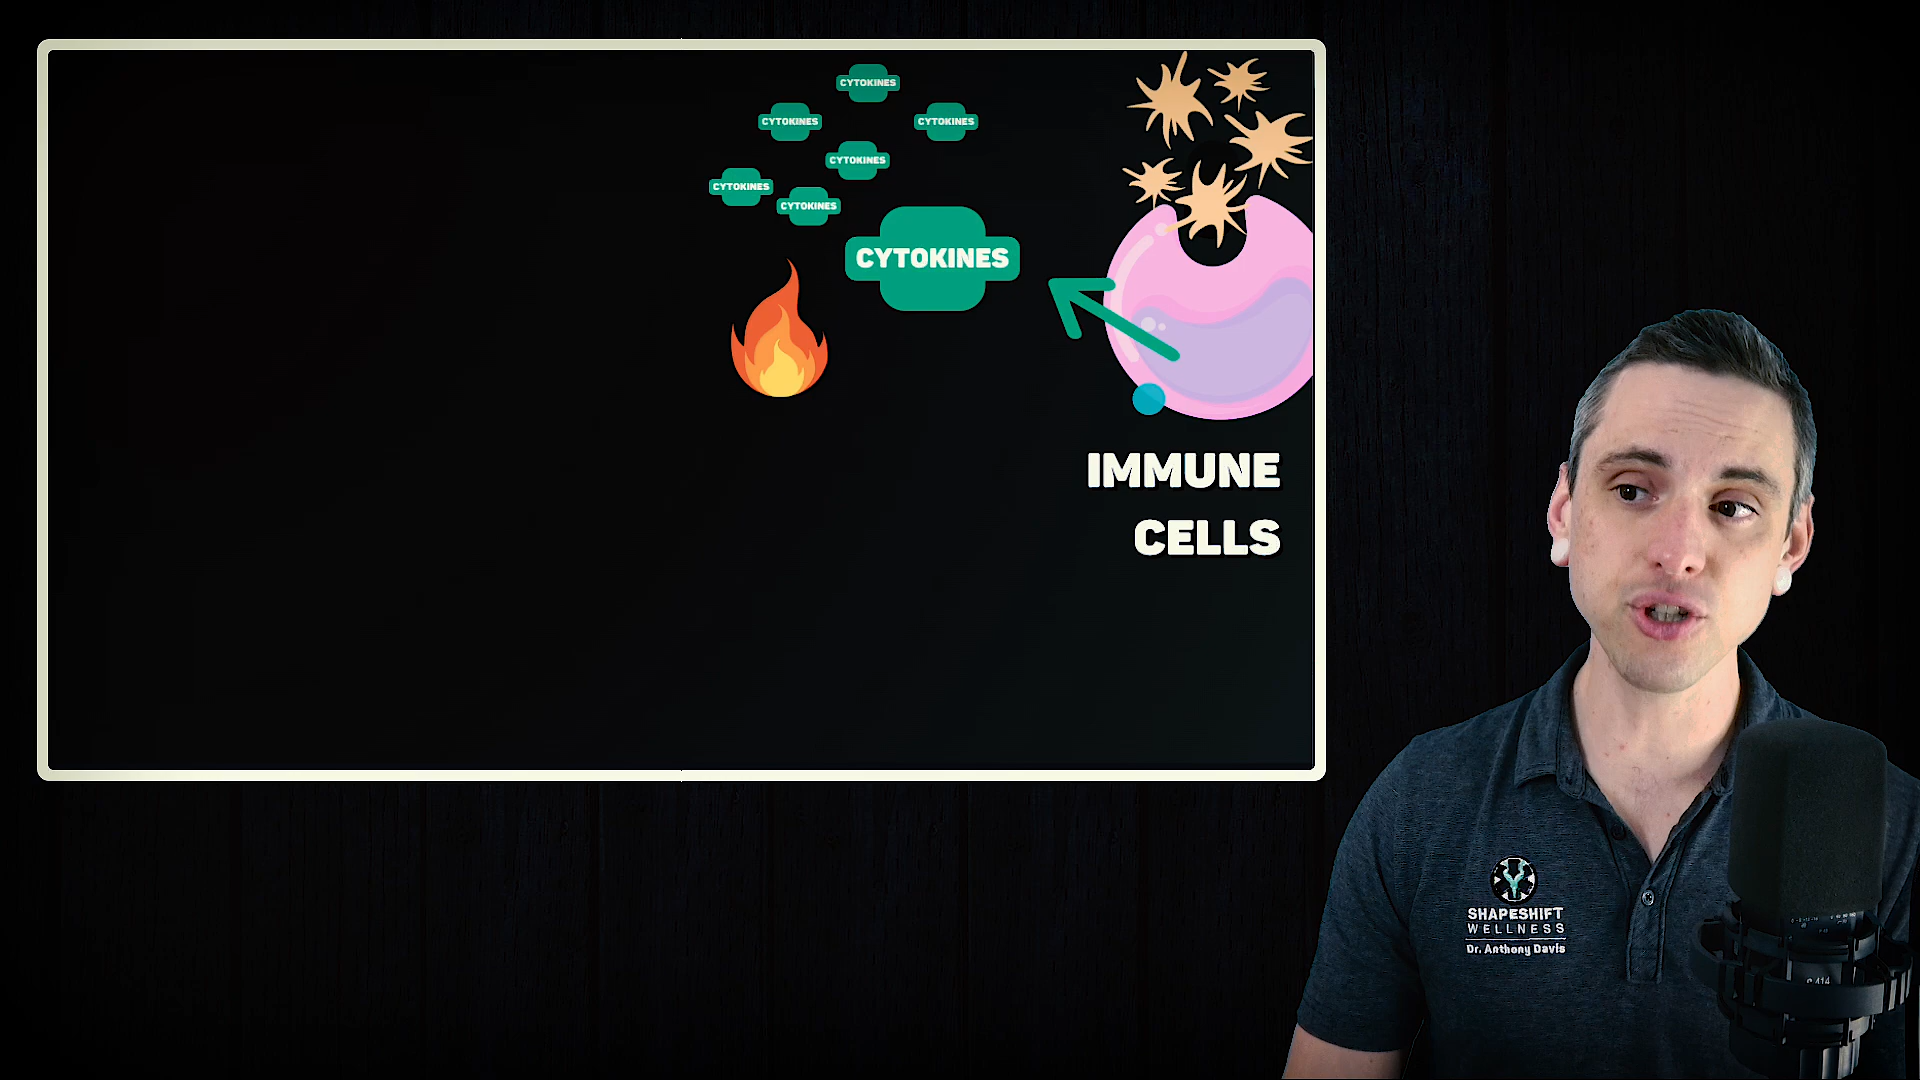 CYTOKINES
CYTOKINES
CYTOKINES
CYTOKINES
CYTOKINES
CYTOKINES
CYTOKINES
IMMUNE
CELLS
SHAPESHIFT
WELLNESS
Dr. Anthony Davis